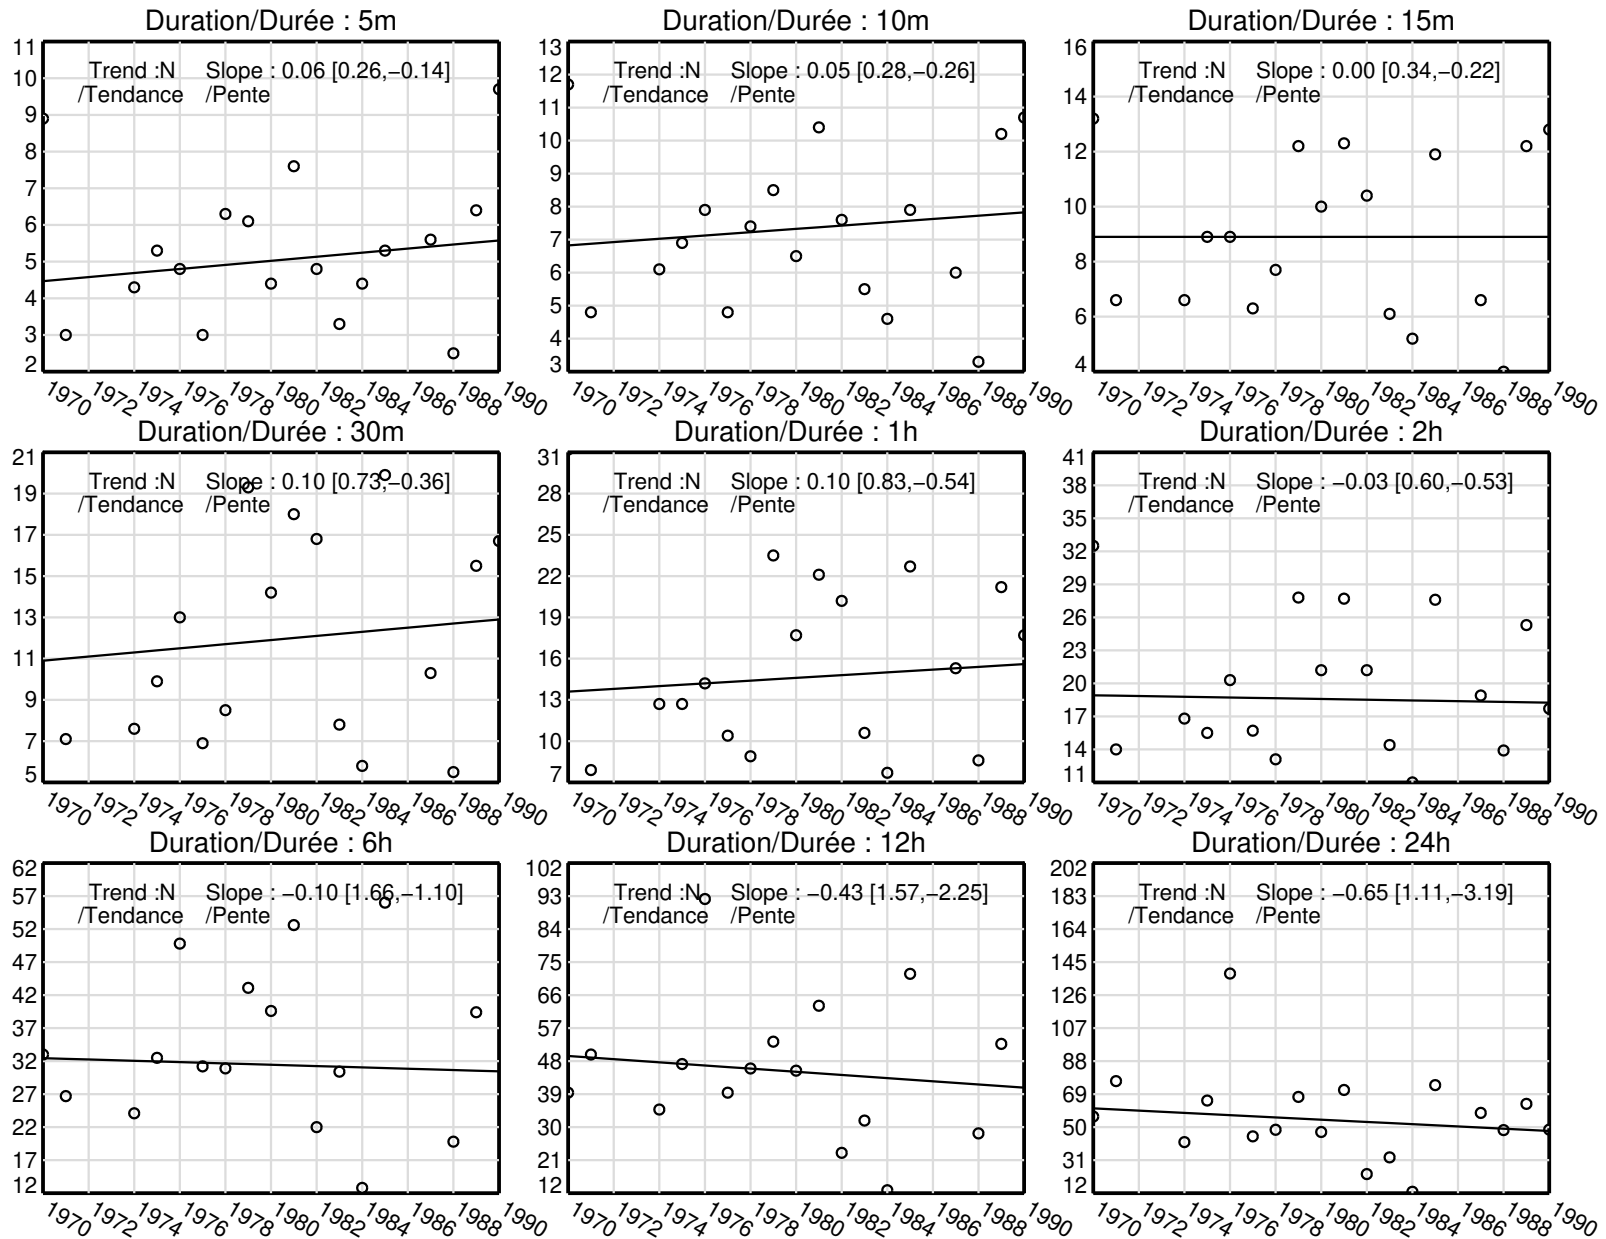 Duration/Durée : 5m
11
10
9
8
7
6
5
4
3
2
Trend :N Slope : 0.06 [0.26,−0.14]
/Tendance /Pente
1970 1972 1974 1976 1978 1980 1982 1984 1986 1988 1990
Duration/Durée : 10m
13
12
11
10
9
8
7
6
5
4
3
Trend :N Slope : 0.05 [0.28,−0.26]
/Tendance /Pente
1970 1972 1974 1976 1978 1980 1982 1984 1986 1988 1990
Duration/Durée : 15m
16
14
12
10
8
6
4
Trend :N Slope : 0.00 [0.34,−0.22]
/Tendance /Pente
1970 1972 1974 1976 1978 1980 1982 1984 1986 1988 1990
Duration/Durée : 30m
21
19
17
15
13
11
9
7
5
Trend :N Slope : 0.10 [0.73,−0.36]
/Tendance /Pente
1970 1972 1974 1976 1978 1980 1982 1984 1986 1988 1990
Duration/Durée : 1h
31
28
25
22
19
16
13
10
7
Trend :N Slope : 0.10 [0.83,−0.54]
/Tendance /Pente
1970 1972 1974 1976 1978 1980 1982 1984 1986 1988 1990
Duration/Durée : 2h
41
38
35
32
29
26
23
20
17
14
11
Trend :N Slope : −0.03 [0.60,−0.53]
/Tendance /Pente
1970 1972 1974 1976 1978 1980 1982 1984 1986 1988 1990
Duration/Durée : 6h
62
57
52
47
42
37
32
27
22
17
12
Trend :N Slope : −0.10 [1.66,−1.10]
/Tendance /Pente
1970 1972 1974 1976 1978 1980 1982 1984 1986 1988 1990
Duration/Durée : 12h
102
93
84
75
66
57
48
39
30
21
12
Trend :N Slope : −0.43 [1.57,−2.25]
/Tendance /Pente
1970 1972 1974 1976 1978 1980 1982 1984 1986 1988 1990
Duration/Durée : 24h
202
183
164
145
126
107
88
69
50
31
12
Trend :N Slope : −0.65 [1.11,−3.19]
/Tendance /Pente
1970 1972 1974 1976 1978 1980 1982 1984 1986 1988 1990